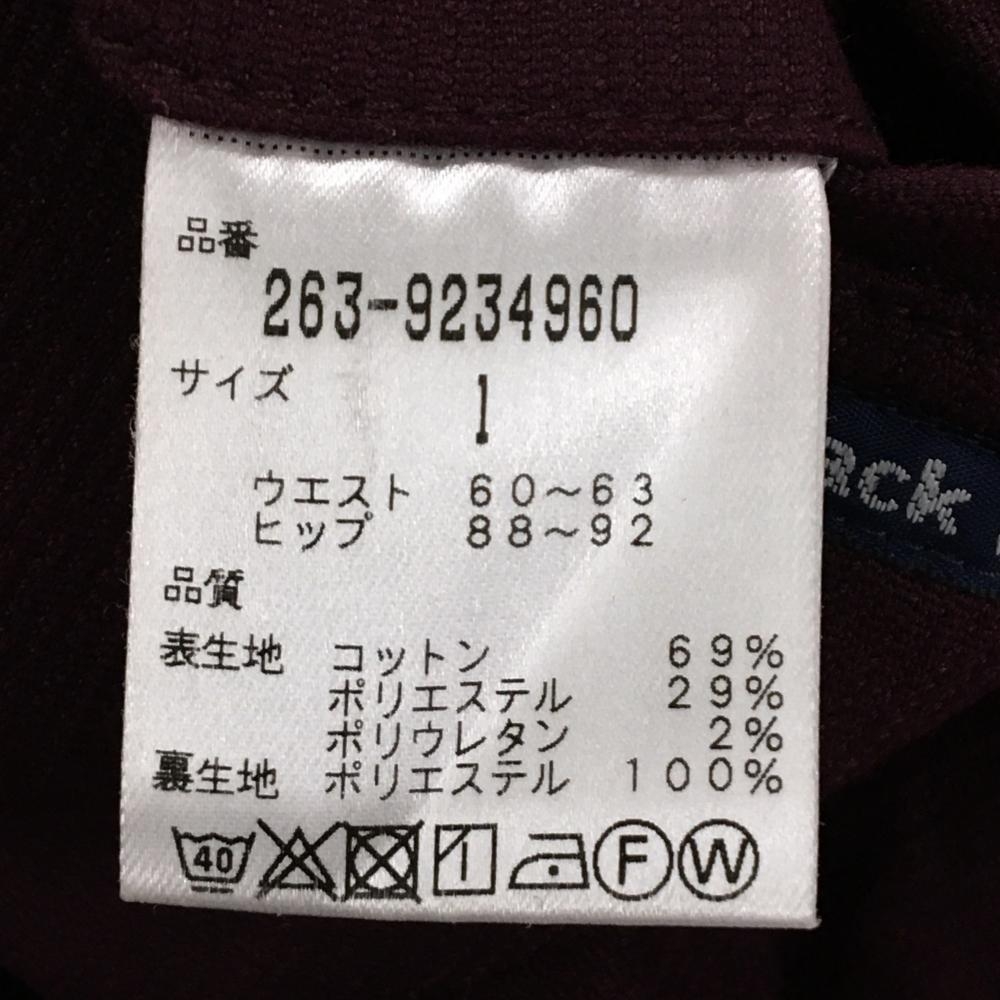 品番
263-9234960
サイズ 1
ウエスト 60~63
ヒップ 88~92
品質
表生地 コットン 69%
ポリエステル 29%
ポリウレタン 2%
裏生地 ポリエステル 100%
40 F W
ack